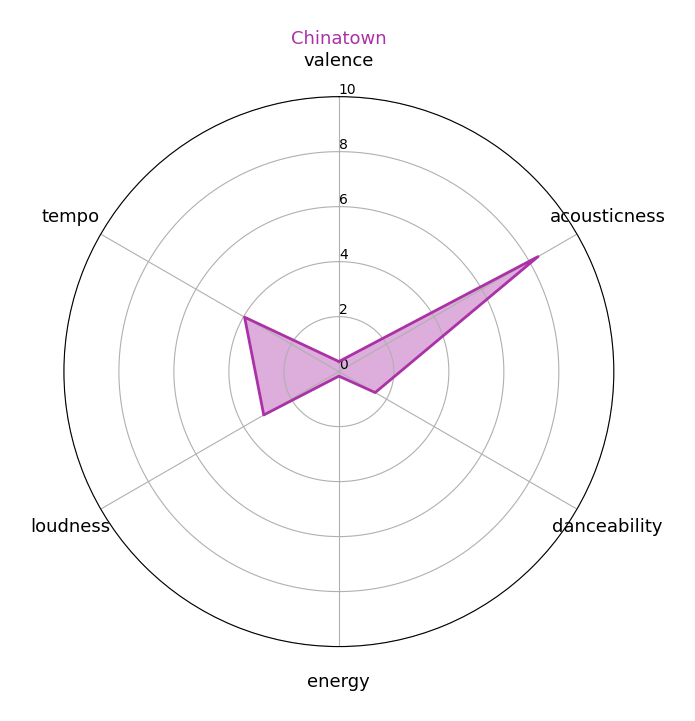 Chinatown
valence
10
8
6
4
2
0
tempo
acousticness
loudness
danceability
energy